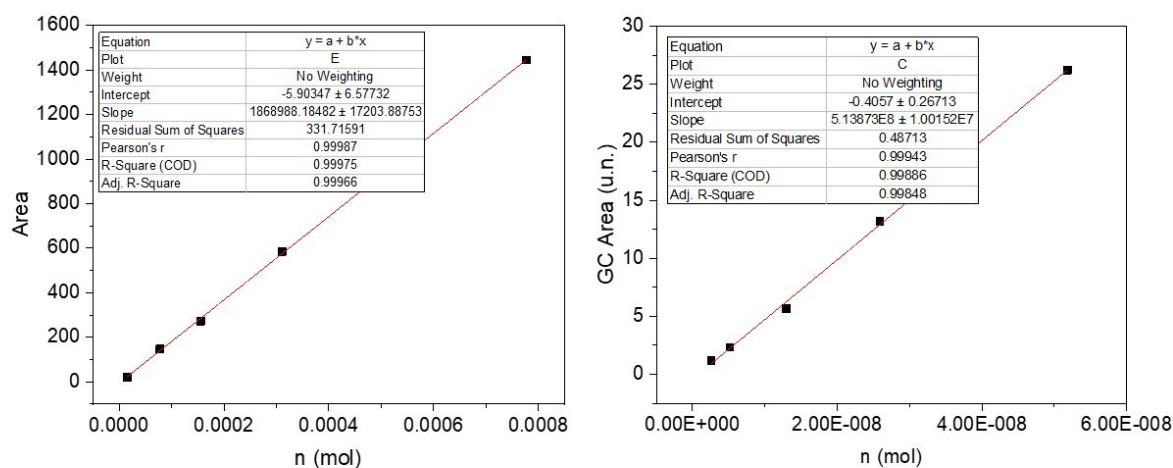 1600
1400
1200
1000
800
600
400
200
0
Area
Equation y = a + b*x
Plot E
Weight No Weighting
Intercept -5.90347 ± 6.57732
Slope 1868988.18482 ± 17203.88753
Residual Sum of Squares 331.71591
Pearson's r 0.99987
R-Square (COD) 0.99975
Adj. R-Square 0.99966
0.0000 0.0002 0.0004 0.0006 0.0008
n (mol)
30
25
20
15
10
5
0
GC Area (u.n.)
Equation y = a + b*x
Plot C
Weight No Weighting
Intercept -0.4057 ± 0.26713
Slope 5.13873E8 ± 1.00152E7
Residual Sum of Squares 0.48713
Pearson's r 0.99943
R-Square (COD) 0.99886
Adj. R-Square 0.99848
0.00E+000 2.00E-008 4.00E-008 6.00E-008
n (mol)